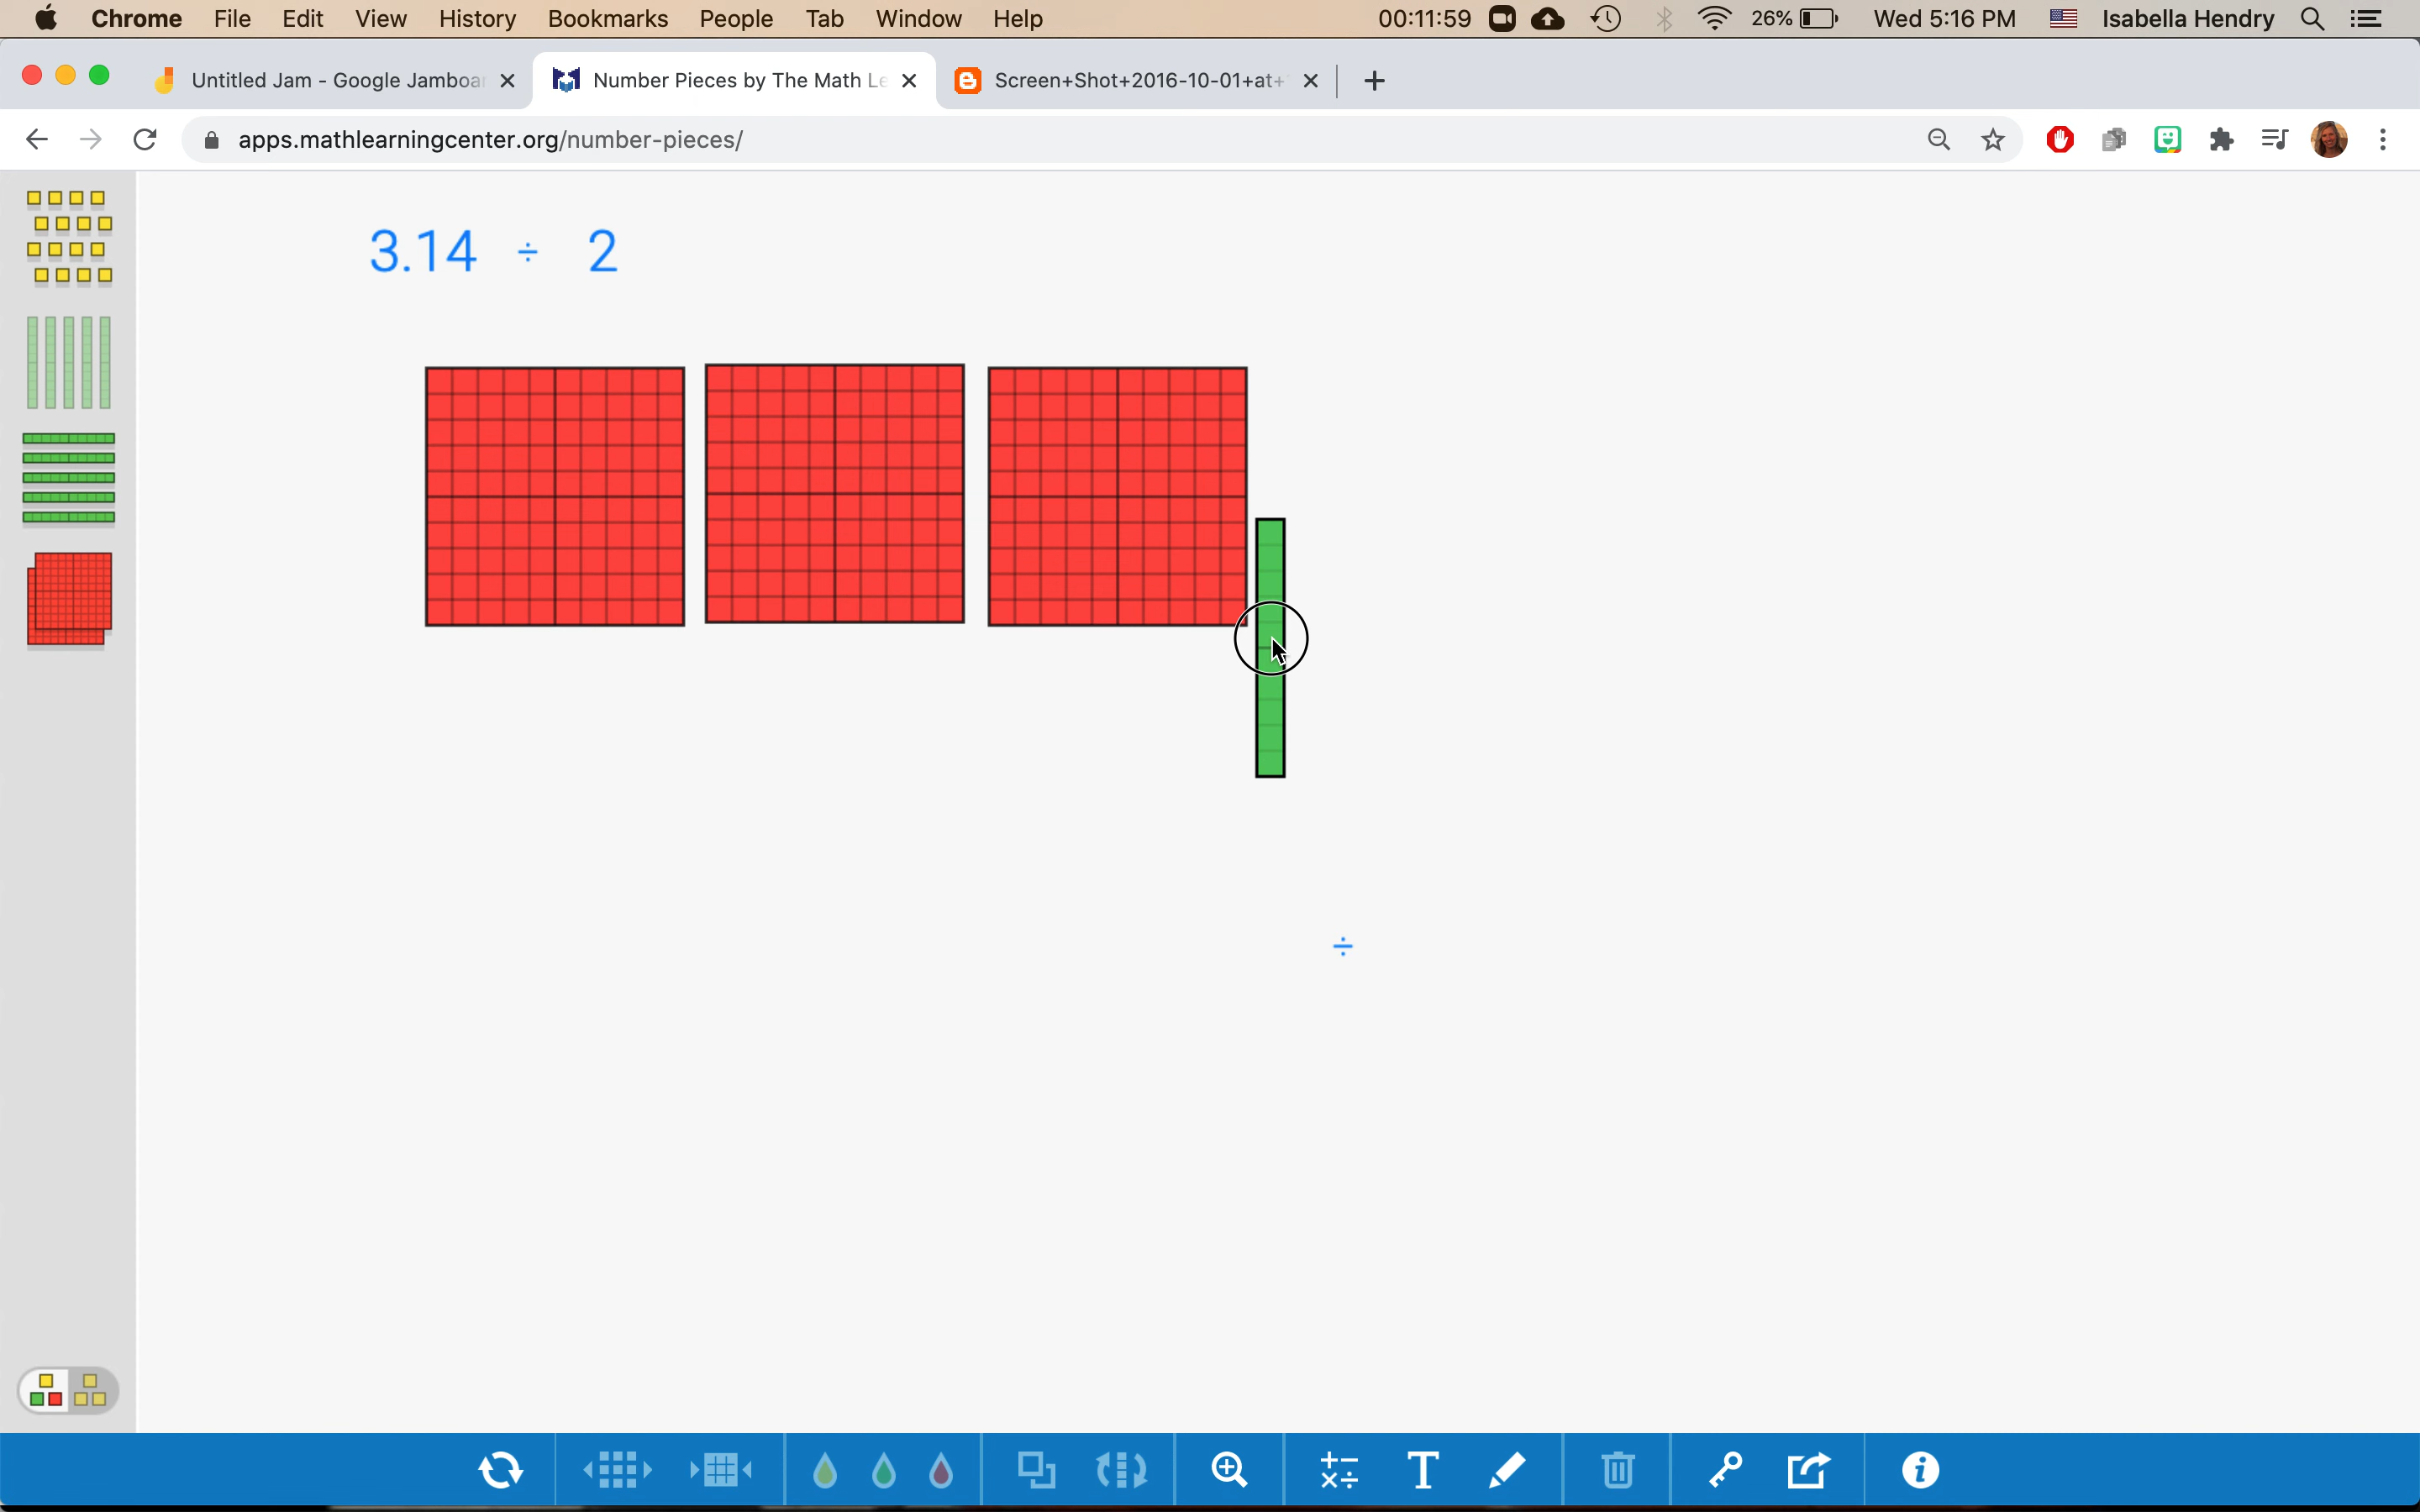 Chrome File Edit View History Bookmarks People Tab Window Help 00:11:59 26% Wed 5:16 PM Isabella Hendry
Untitled Jam - Google Jamboar Number Pieces by The Math Le Screen+Shot+2016-10-01+at+
apps.mathlearningcenter.org/number-pieces/
3.14 ÷ 2
÷
T